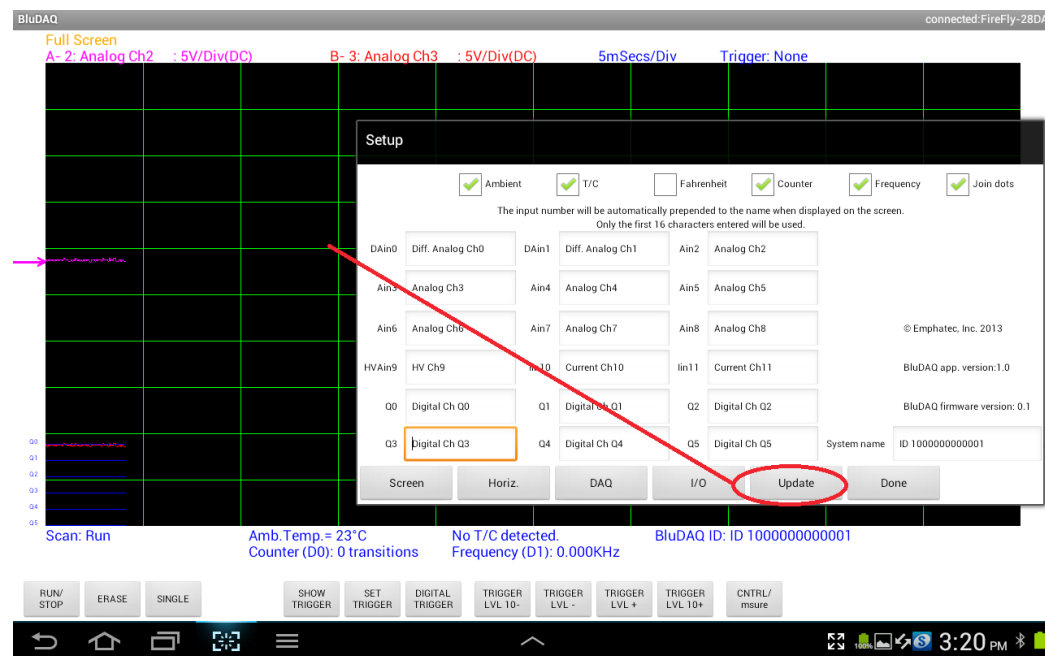 BluDAQ connected:FireFly-28DA
Full Screen
A- 2: Analog Ch2 : 5V/Div(DC) B- 3: Analog Ch3 : 5V/Div(DC) 5mSecs/Div Trigger: None
Setup
Ambient T/C Fahrenheit Counter Frequency Join dots
The input number will be automatically prepended to the name when displayed on the screen.
Only the first 16 characters entered will be used.
DAin0 Diff. Analog Ch0 DAin1 Diff. Analog Ch1 Ain2 Analog Ch2
Ain3 Analog Ch3 Ain4 Analog Ch4 Ain5 Analog Ch5
Ain6 Analog Ch6 Ain7 Analog Ch7 Ain8 Analog Ch8 © Emphatec, Inc. 2013
HVAin9 HV Ch9 Iin10 Current Ch10 Iin11 Current Ch11 BluDAQ app. version:1.0
Q0 Digital Ch Q0 Q1 Digital Ch Q1 Q2 Digital Ch Q2 BluDAQ firmware version: 0.1
Q3 Digital Ch Q3 Q4 Digital Ch Q4 Q5 Digital Ch Q5 System name ID 1000000000001
Screen Horiz. DAQ I/O Update Done
Q0
Q1
Q2
Q3
Q4
Q5
Scan: Run Amb.Temp.= 23°C No T/C detected. BluDAQ ID: ID 1000000000001
Counter (D0): 0 transitions Frequency (D1): 0.000KHz
RUN/ STOP ERASE SINGLE SHOW TRIGGER SET TRIGGER DIGITAL TRIGGER TRIGGER LVL 10- TRIGGER LVL - TRIGGER LVL + TRIGGER LVL 10+ CNTRL/ msure
100% 3:20 PM